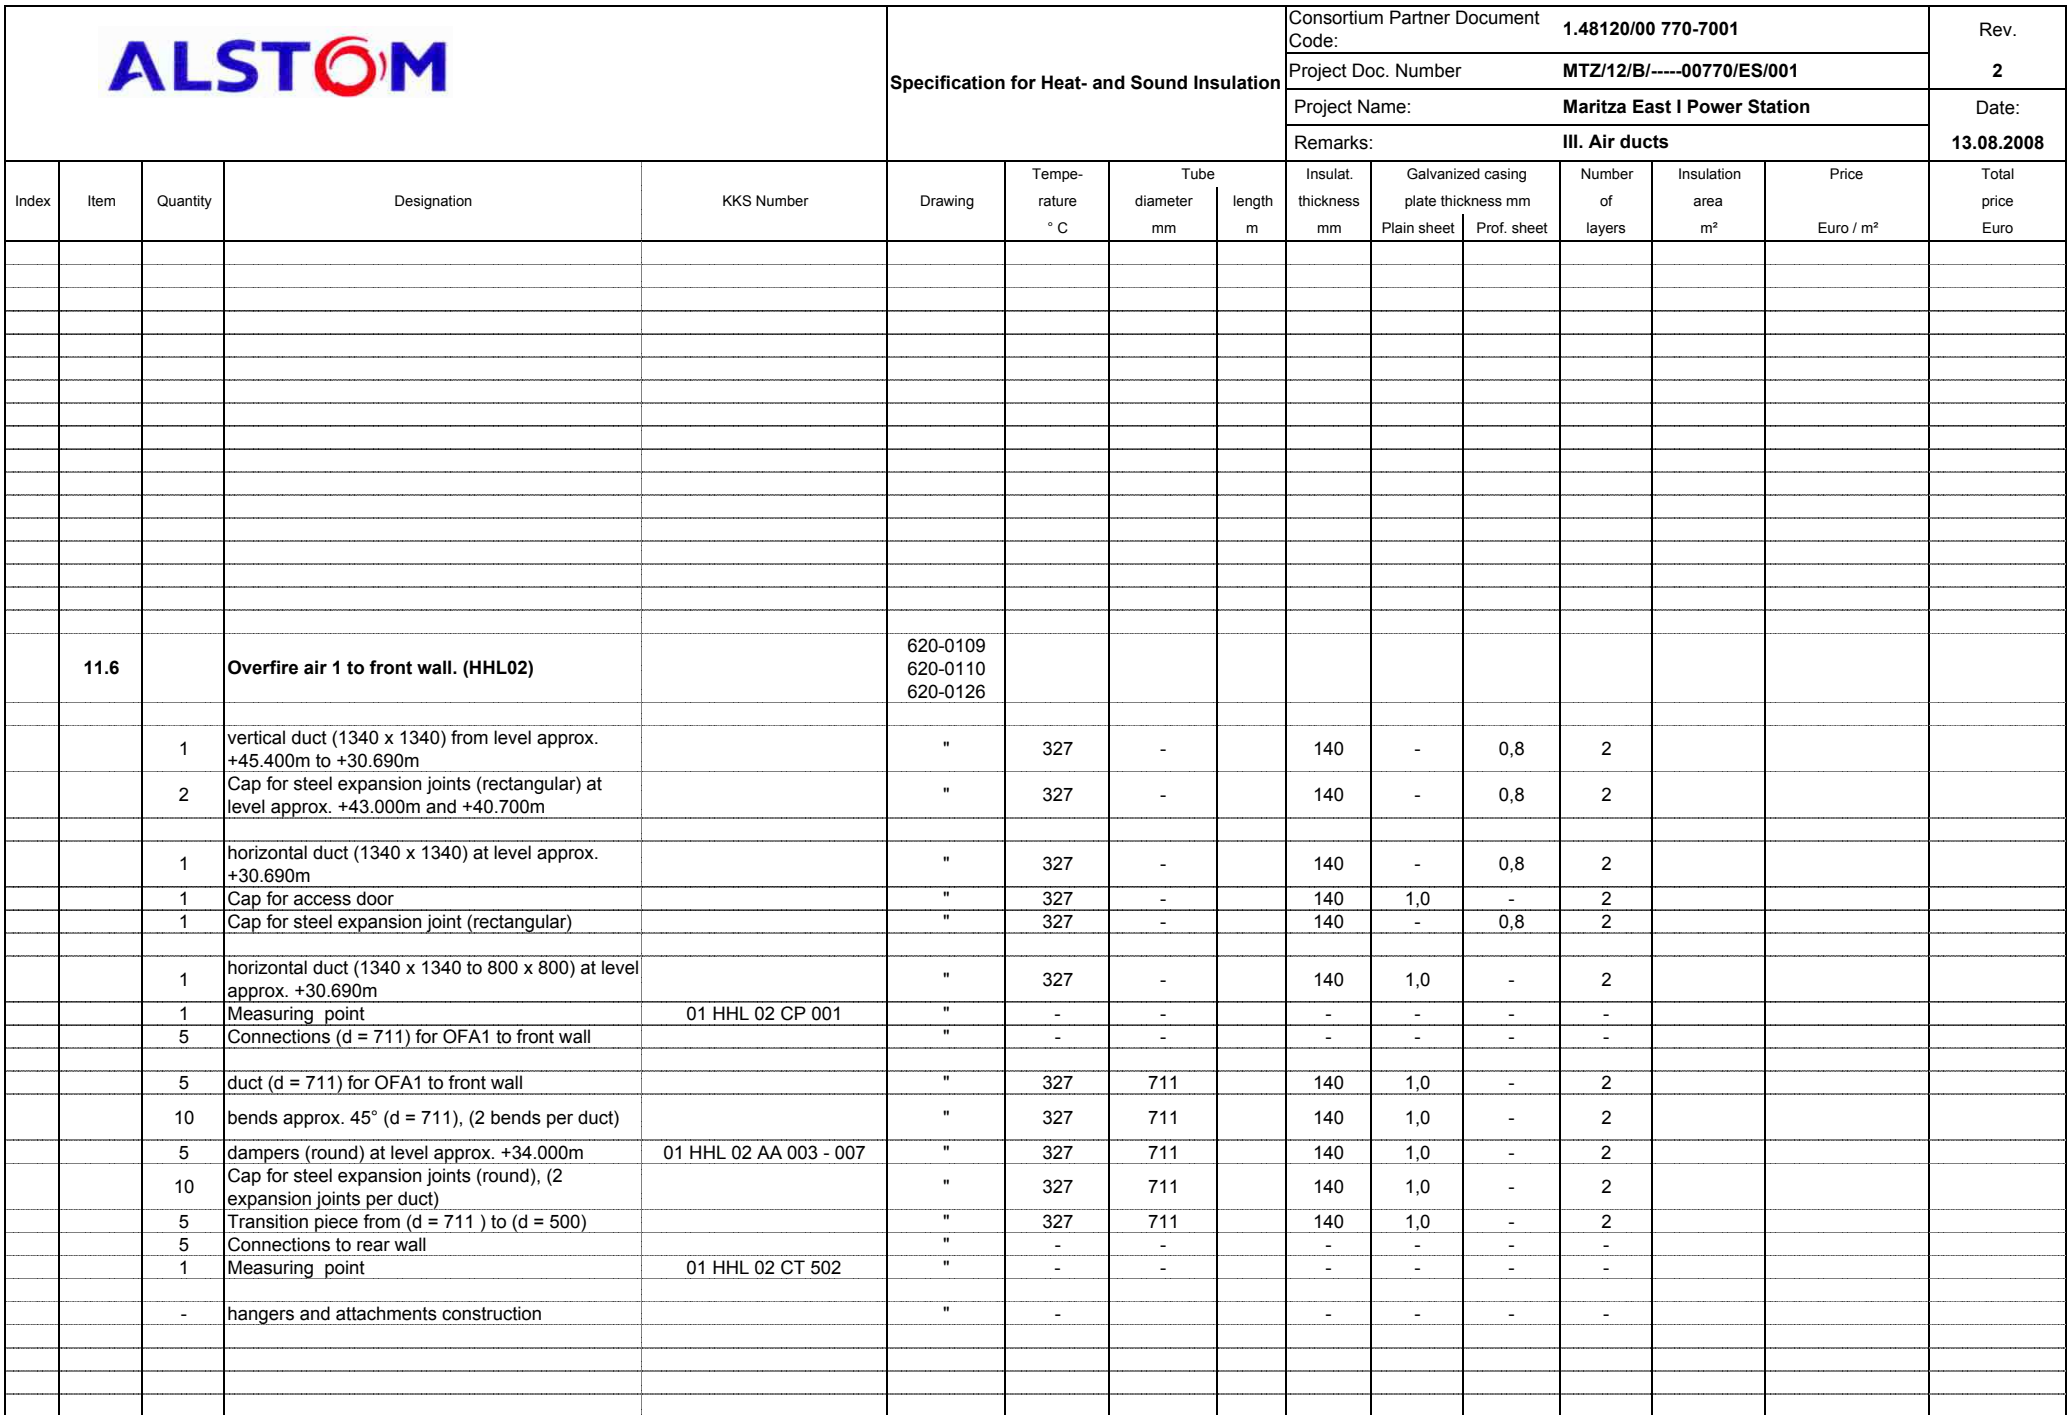 ALSTOM
Specification for Heat- and Sound Insulation
Consortium Partner Document Code: 1.48120/00 770-7001
Project Doc. Number MTZ/12/B/-----00770/ES/001
Project Name: Maritza East I Power Station
Remarks: III. Air ducts
Rev.
2
Date:
13.08.2008
Index Item Quantity Designation KKS Number Drawing Tempe-rature ° C Tube diameter mm length m Insulat. thickness mm Galvanized casing plate thickness mm Plain sheet Prof. sheet Number of layers Insulation area m² Price Euro / m² Total price Euro
11.6 Overfire air 1 to front wall. (HHL02) 620-0109
620-0110
620-0126
1 vertical duct (1340 x 1340) from level approx.
+45.400m to +30.690m " 327 - 140 - 0,8 2
2 Cap for steel expansion joints (rectangular) at
level approx. +43.000m and +40.700m " 327 - 140 - 0,8 2
1 horizontal duct (1340 x 1340) at level approx.
+30.690m " 327 - 140 - 0,8 2
1 Cap for access door " 327 - 140 1,0 - 2
1 Cap for steel expansion joint (rectangular) " 327 - 140 - 0,8 2
1 horizontal duct (1340 x 1340 to 800 x 800) at level
approx. +30.690m " 327 - 140 1,0 - 2
1 Measuring point 01 HHL 02 CP 001 " - - - - - -
5 Connections (d = 711) for OFA1 to front wall " - - - - - -
5 duct (d = 711) for OFA1 to front wall " 327 711 140 1,0 - 2
10 bends approx. 45° (d = 711), (2 bends per duct) " 327 711 140 1,0 - 2
5 dampers (round) at level approx. +34.000m 01 HHL 02 AA 003 - 007 " 327 711 140 1,0 - 2
10 Cap for steel expansion joints (round), (2
expansion joints per duct) " 327 711 140 1,0 - 2
5 Transition piece from (d = 711 ) to (d = 500) " 327 711 140 1,0 - 2
5 Connections to rear wall " - - - - - -
1 Measuring point 01 HHL 02 CT 502 " - - - - - -
- hangers and attachments construction " - - - - -